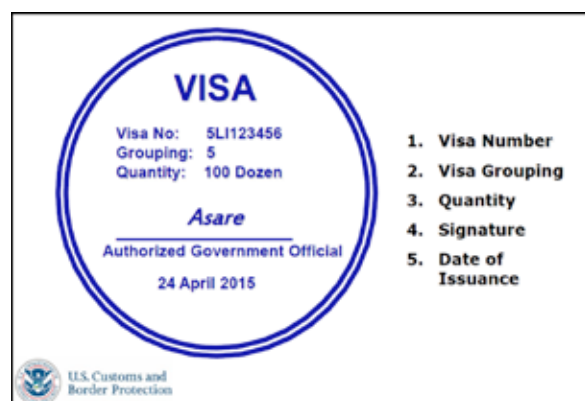 VISA
Visa No: 5LI123456
Grouping: 5
Quantity: 100 Dozen
Asare
Authorized Government Official
24 April 2015
1. Visa Number
2. Visa Grouping
3. Quantity
4. Signature
5. Date of
Issuance
U.S. Customs and
Border Protection